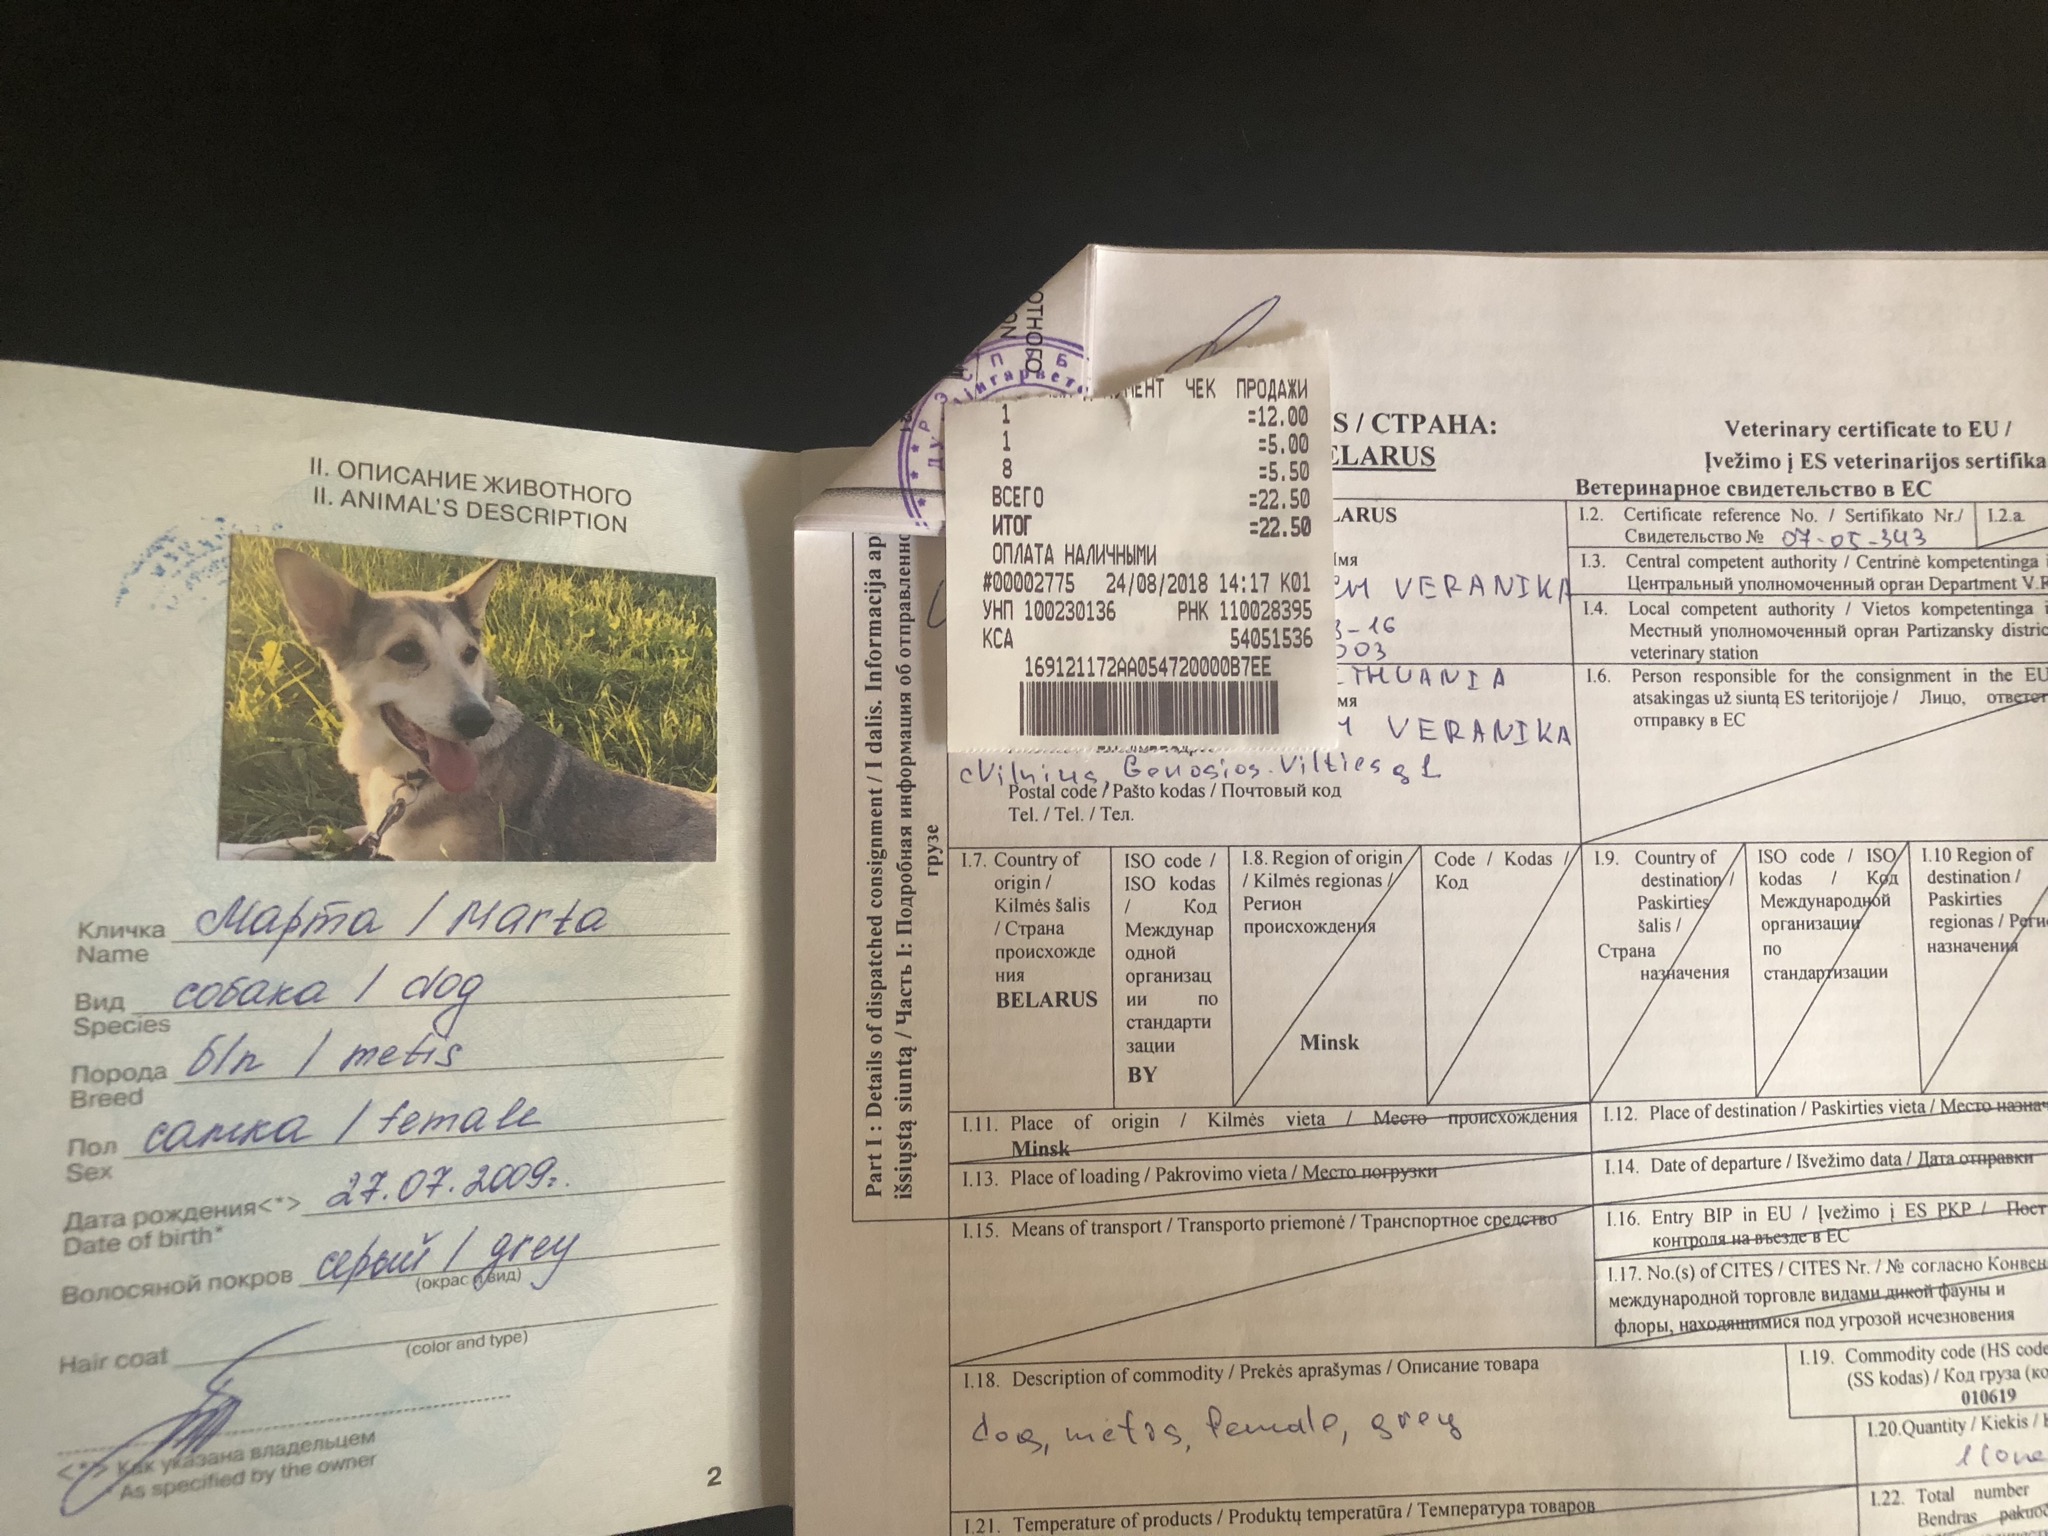 II. ОПИСАНИЕ ЖИВОТНОГО
II. ANIMAL'S DESCRIPTION
Кличка Марта / Marta
Name
Вид собака / dog
Species
Порода б/п / metis
Breed
Пол самка / female
Sex
Дата рождения<*> 27.07.2009г.
Date of birth*
Волосяной покров серый / grey
(окрас и вид)
Hair coat
(color and type)
<*> Как указана владельцем
As specified by the owner
2
ЧЕК ПРОДАЖИ
1 =12.00
1 =5.00
8 =5.50
ВСЕГО =22.50
ИТОГ =22.50
ОПЛАТА НАЛИЧНЫМИ
#00002775 24/08/2018 14:17 К01
УНП 100230136 РНК 110028395
КСА 54051536
169121172AA054720000B7EE
S / СТРАНА:
ELARUS
Veterinary certificate to EU /
Įvežimo į ES veterinarijos sertifika
Ветеринарное свидетельство в ЕС
Part I : Details of dispatched consignment / I dalis. Informacija ap
išsiųstą siuntą / Часть I: Подробная информация об отправленно
грузе
LARUS
VERANIKA
3-16
003
THUANIA
VERANIKA
Vilnius,
Postal code / Pašto kodas / Почтовый код
Tel. / Tel. / Тел.
I.2. Certificate reference No. / Sertifikato Nr./
Свидетельство № 07-05-343
I.2.a.
I.3. Central competent authority / Centrinė kompetentinga i
Центральный уполномоченный орган Department V.F
I.4. Local competent authority / Vietos kompetentinga i
Местный уполномоченный орган Partizansky distric
veterinary station
I.6. Person responsible for the consignment in the EU
atsakingas už siuntą ES teritorijoje / Лицо, ответст
отправку в ЕС
I.7. Country of
origin /
Kilmės šalis
/ Страна
происхожде
ния
BELARUS
ISO code /
ISO kodas
/ Код
Междунар
одной
организац
ии по
стандарти
зации
BY
I.8. Region of origin
/ Kilmės regionas /
Регион
происхождения
Minsk
Code / Kodas /
Код
I.9. Country of
destination /
Paskirties
šalis /
Страна
назначения
ISO code / ISO
kodas / Код
Международной
организации
по
стандартизации
I.10 Region of
destination /
Paskirties
regionas / Реги
назначения
I.11. Place of origin / Kilmės vieta / Место происхождения
Minsk
I.12. Place of destination / Paskirties vieta / Место назнач
I.13. Place of loading / Pakrovimo vieta / Место погрузки
I.14. Date of departure / Išvežimo data / Дата отправки
I.15. Means of transport / Transporto priemonė / Транспортное средство
I.16. Entry BIP in EU / Įvežimo į ES PKP / Пост
контроля на въезде в ЕС
I.17. No.(s) of CITES / CITES Nr. / № согласно Конвен
международной торговле видами дикой фауны и
флоры, находящимися под угрозой исчезновения
I.18. Description of commodity / Prekės aprašymas / Описание товара
dog, metis, female, grey
I.19. Commodity code (HS code
(SS kodas) / Код груза (ко
010619
I.20.Quantity / Kiekis /
1 (one
I.21. Temperature of products / Produktų temperatūra / Температура товаров
I.22. Total number
Bendras pakuoč